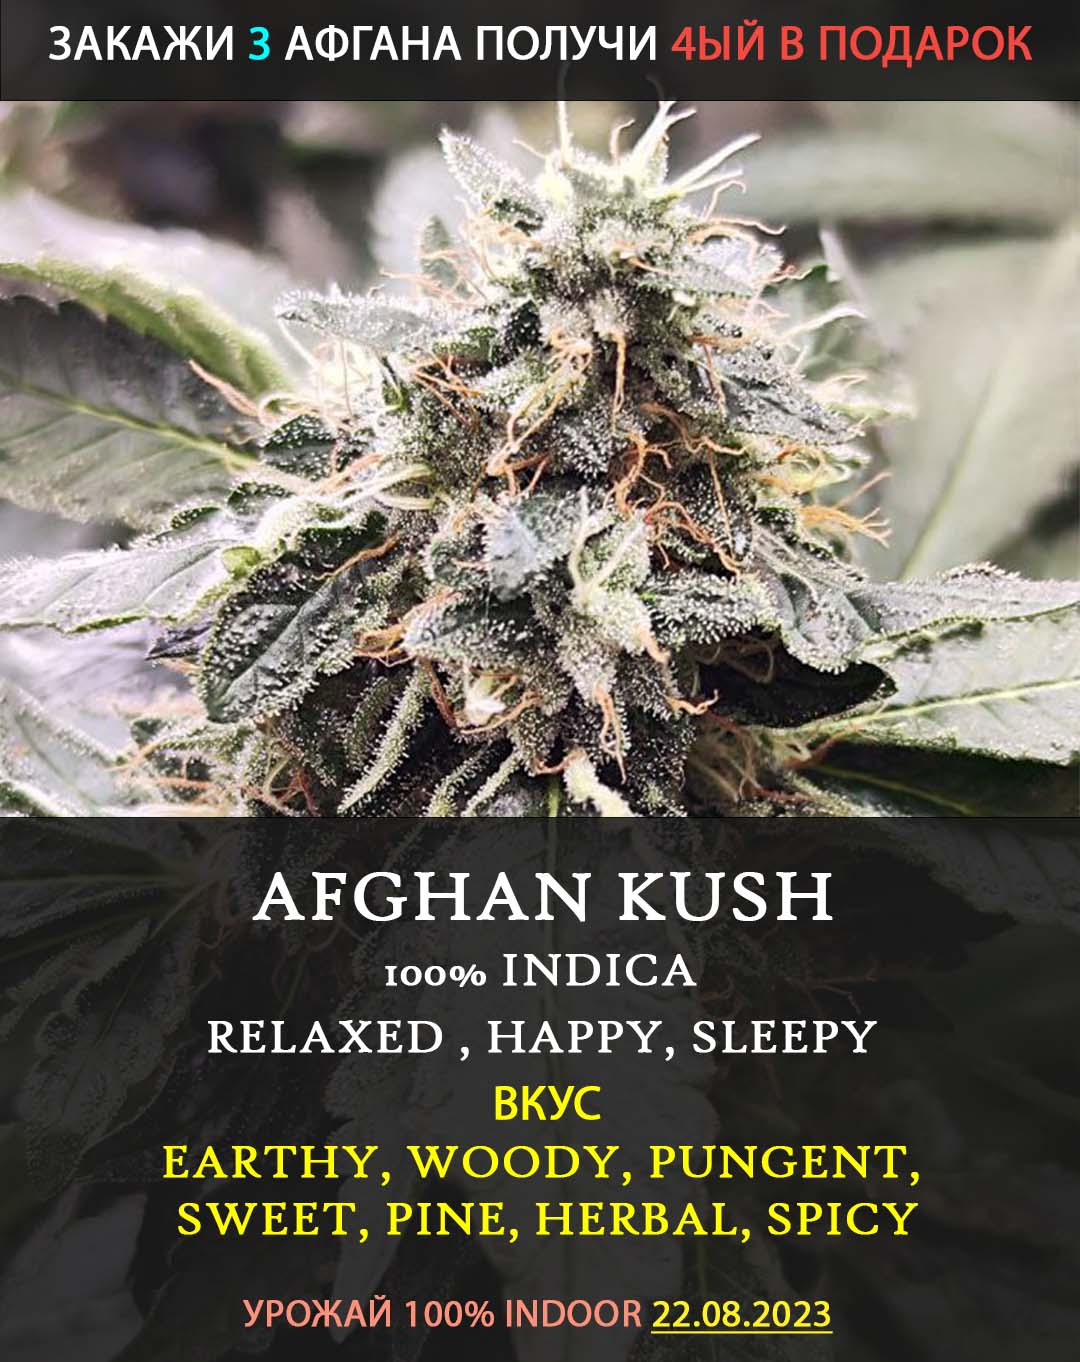 ЗАКАЖИ 3 АФГАНА ПОЛУЧИ 4ЫЙ В ПОДАРОК
AFGHAN KUSH
100% INDICA
RELAXED , HAPPY, SLEEPY
ВКУС
EARTHY, WOODY, PUNGENT,
SWEET, PINE, HERBAL, SPICY
УРОЖАЙ 100% INDOOR 22.08.2023